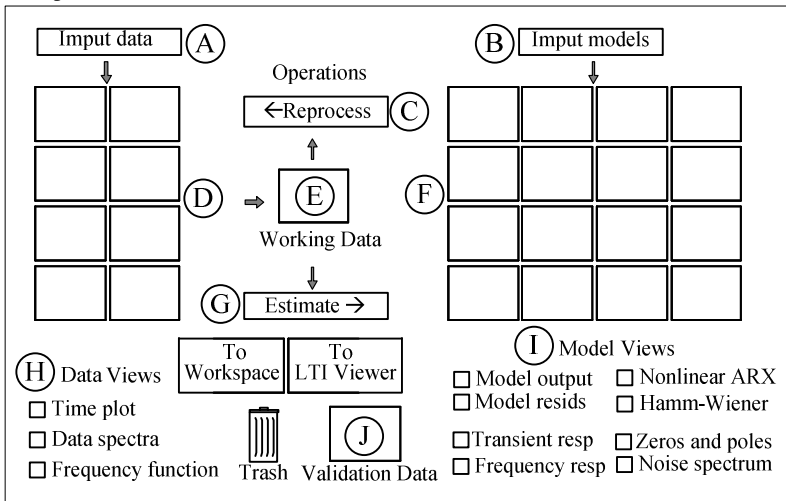 Imput data
A
B
Imput models
Operations
←Reprocess
C
D
E
F
Working Data
G
Estimate →
To
Workspace
To
LTI Viewer
H
Data Views
Time plot
Data spectra
Frequency function
Trash
J
Validation Data
I
Model Views
Model output
Model resids
Transient resp
Frequency resp
Nonlinear ARX
Hamm-Wiener
Zeros and poles
Noise spectrum